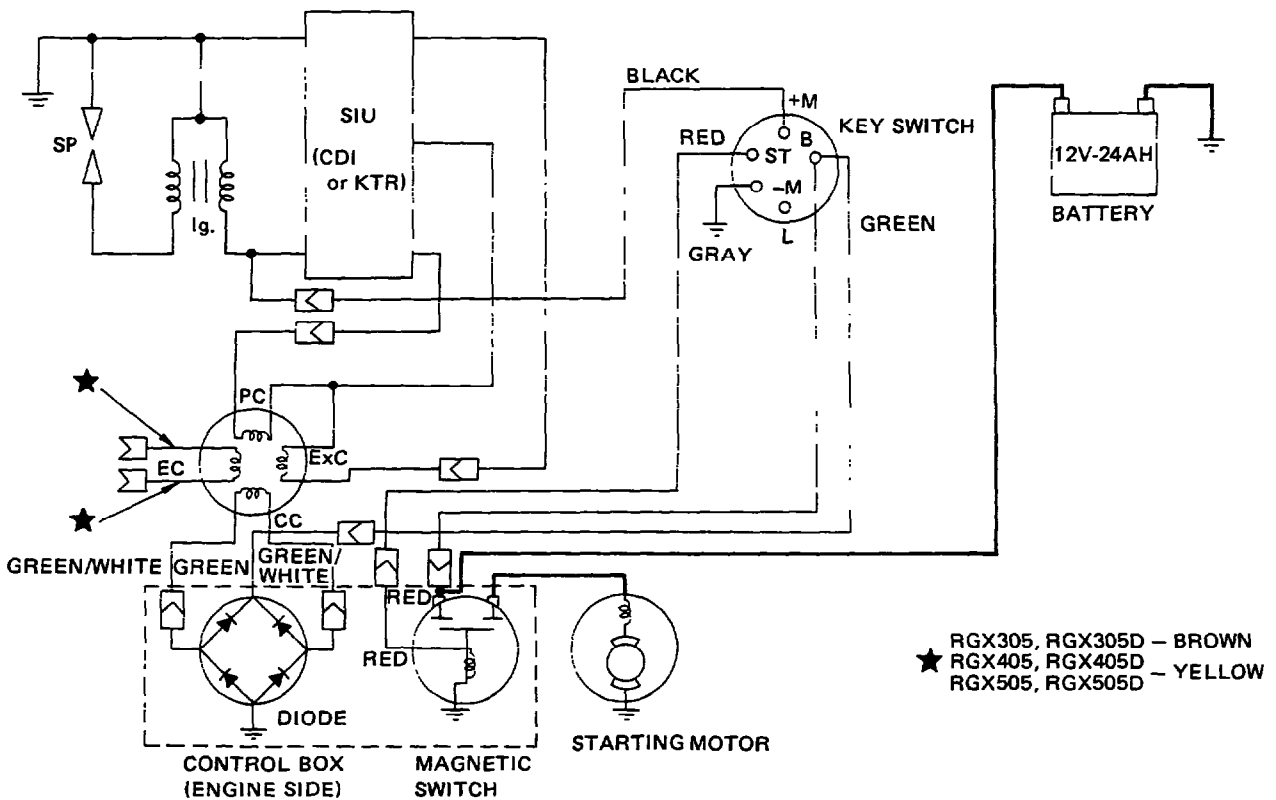 BLACK
+M
RED
B
KEY SWITCH
ST
–M
L
GREEN
GRAY
12V-24AH
BATTERY
SIU
(CDI
or KTR)
SP
Ig.
PC
ExC
EC
CC
GREEN/WHITE
GREEN
GREEN/
WHITE
RED
RED
DIODE
CONTROL BOX
(ENGINE SIDE)
MAGNETIC
SWITCH
STARTING MOTOR
★ RGX305, RGX305D – BROWN
RGX405, RGX405D
RGX505, RGX505D – YELLOW